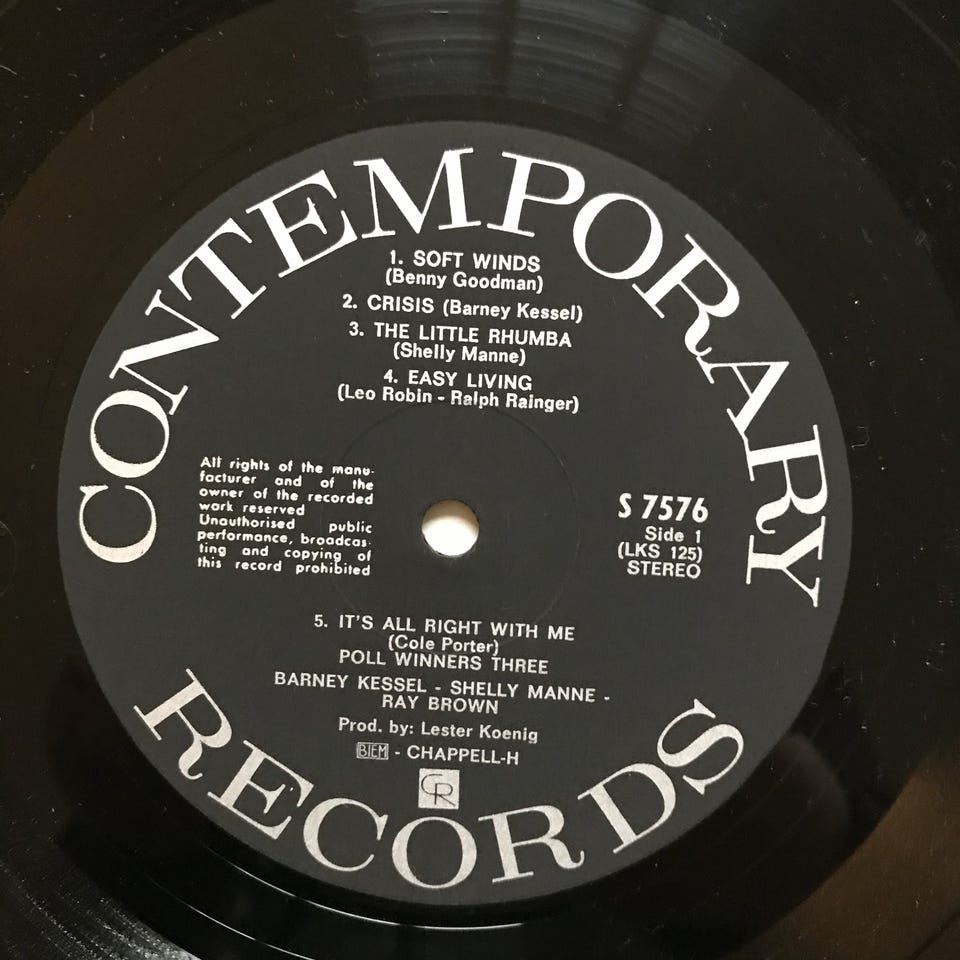 CONTEMPORARY
1. SOFT WINDS
(Benny Goodman)
2. CRISIS (Barney Kessel)
3. THE LITTLE RHUMBA
(Shelly Manne)
4. EASY LIVING
(Leo Robin - Ralph Rainger)
All rights of the manu-
facturer and of the
owner of the recorded
work reserved
Unauthorised public
performance, broadcas-
ting and copying of
this record prohibited
S 7576
Side 1
(LKS 125)
STEREO
5. IT'S ALL RIGHT WITH ME
(Cole Porter)
POLL WINNERS THREE
BARNEY KESSEL - SHELLY MANNE -
RAY BROWN
Prod. by: Lester Koenig
BIEM - CHAPPELL-H
CR
RECORDS